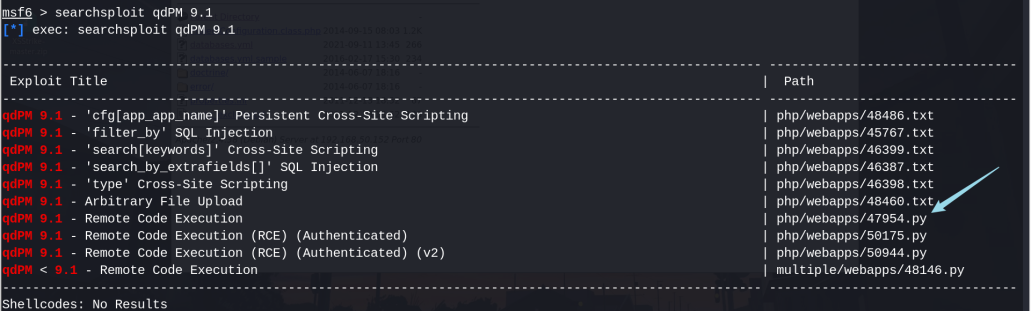 msf6 > searchsploit qdPM 9.1
[*] exec: searchsploit qdPM 9.1
Exploit Title | Path
qdPM 9.1 - 'cfg[app_app_name]' Persistent Cross-Site Scripting | php/webapps/48486.txt
qdPM 9.1 - 'filter_by' SQL Injection | php/webapps/45767.txt
qdPM 9.1 - 'search[keywords]' Cross-Site Scripting | php/webapps/46399.txt
qdPM 9.1 - 'search_by_extrafields[]' SQL Injection | php/webapps/46387.txt
qdPM 9.1 - 'type' Cross-Site Scripting | php/webapps/46398.txt
qdPM 9.1 - Arbitrary File Upload | php/webapps/48460.txt
qdPM 9.1 - Remote Code Execution | php/webapps/47954.py
qdPM 9.1 - Remote Code Execution (RCE) (Authenticated) | php/webapps/50175.py
qdPM 9.1 - Remote Code Execution (RCE) (Authenticated) (v2) | php/webapps/50944.py
qdPM < 9.1 - Remote Code Execution | multiple/webapps/48146.py
Shellcodes: No Results